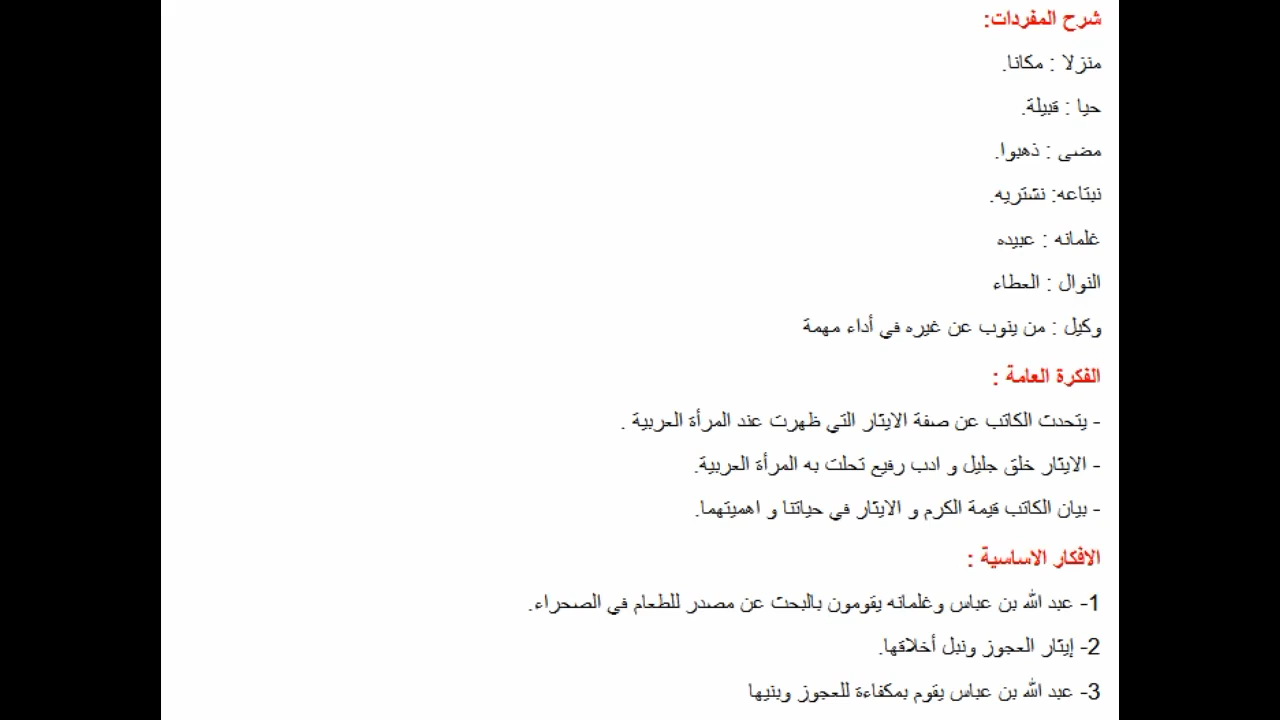 شرح المفردات:
منزلا : مكانا.
حيا : قبيلة.
مضى : ذهبوا.
نبتاعه: نشتريه.
غلمانه : عبيده
النوال : العطاء
وكيل : من ينوب عن غيره في أداء مهمة
الفكرة العامة :
- يتحدث الكاتب عن صفة الايثار التي ظهرت عند المرأة العربية .
- الايثار خلق جليل و ادب رفيع تحلت به المرأة العربية.
- بيان الكاتب قيمة الكرم و الايثار في حياتنا و اهميتهما.
الافكار الاساسية :
1- عبد الله بن عباس وغلمانه يقومون بالبحث عن مصدر للطعام في الصحراء.
2- إيثار العجوز ونبل أخلاقها.
3- عبد الله بن عباس يقوم بمكفاءة للعجوز وبنيها